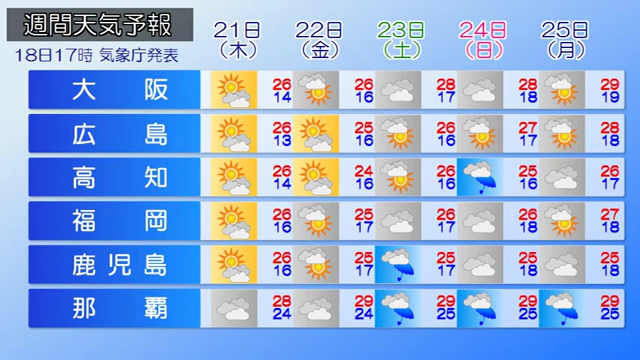 週間天気予報
18日17時 気象庁発表
21日 22日 23日 24日 25日
(木) (金) (土) (日) (月)
大阪 26 14 26 16 28 17 28 18 29 19
広島 26 13 25 16 26 16 27 17 28 18
高知 26 14 24 16 26 16 25 16 26 17
福岡 26 16 25 17 26 18 26 18 27 18
鹿児島 26 16 25 17 25 18 25 18 25 18
那覇 28 24 29 24 29 25 29 25 29 25